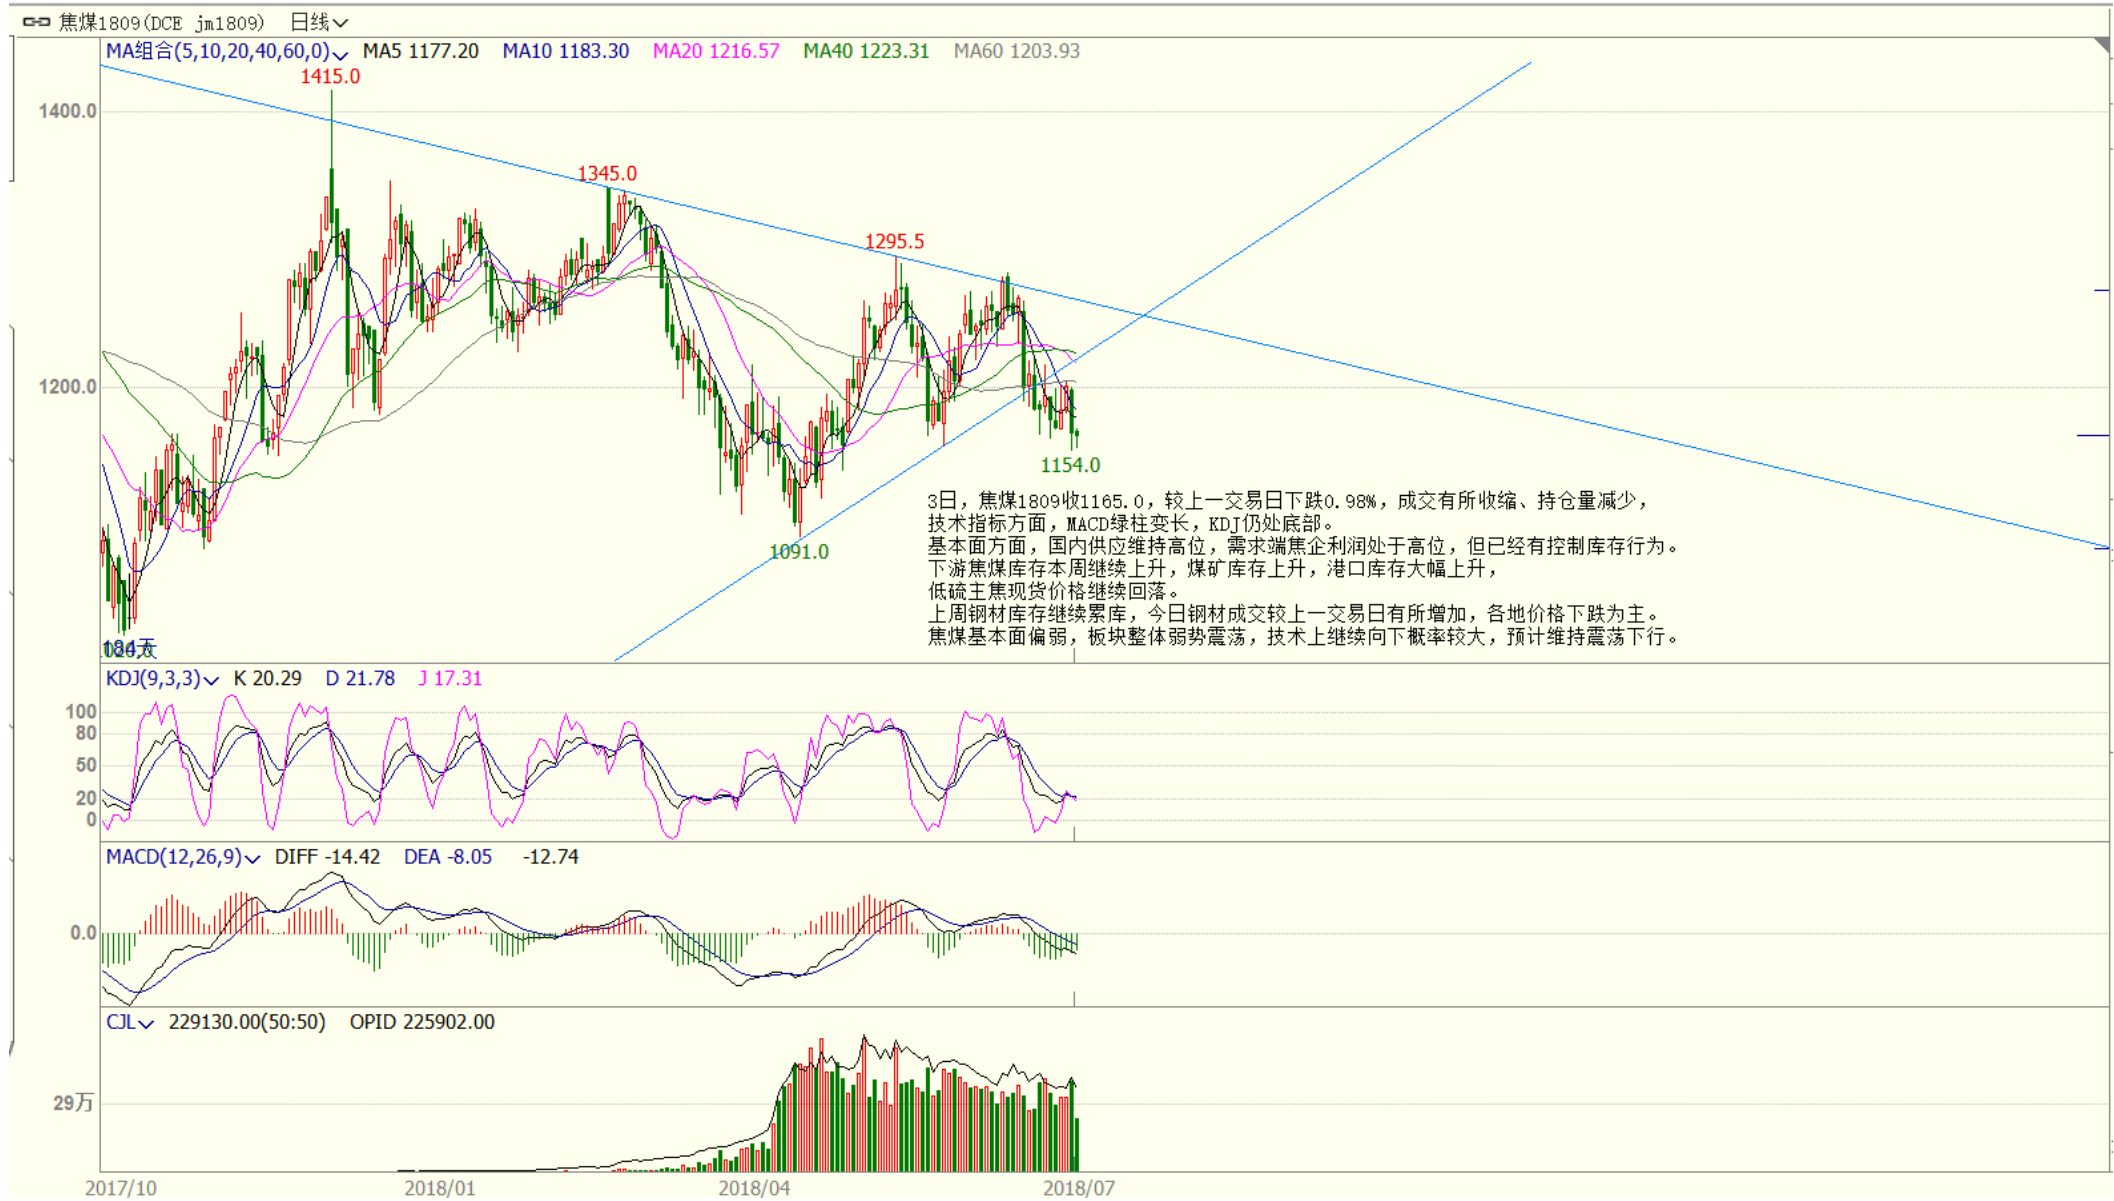 焦煤1809(DCE jm1809) 日线
MA组合(5,10,20,40,60,0) MA5 1177.20 MA10 1183.30 MA20 1216.57 MA40 1223.31 MA60 1203.93
1415.0
1400.0
1345.0
1295.5
1200.0
1154.0
3日，焦煤1809收1165.0，较上一交易日下跌0.98%，成交有所收缩、持仓量减少，
技术指标方面，MACD绿柱变长，KDJ仍处底部。
基本面方面，国内供应维持高位，需求端焦企利润处于高位，但已经有控制库存行为。
1091.0
下游焦煤库存本周继续上升，煤矿库存上升，港口库存大幅上升，
低硫主焦现货价格继续回落。
上周钢材库存继续累库，今日钢材成交较上一交易日有所增加，各地价格下跌为主。
焦煤基本面偏弱，板块整体弱势震荡，技术上继续向下概率较大，预计维持震荡下行。
184天
KDJ(9,3,3) K 20.29 D 21.78 J 17.31
100
80
50
20
0
MACD(12,26,9) DIFF -14.42 DEA -8.05 -12.74
0.0
CJL 229130.00(50:50) OPID 225902.00
29万
2017/10 2018/01 2018/04 2018/07